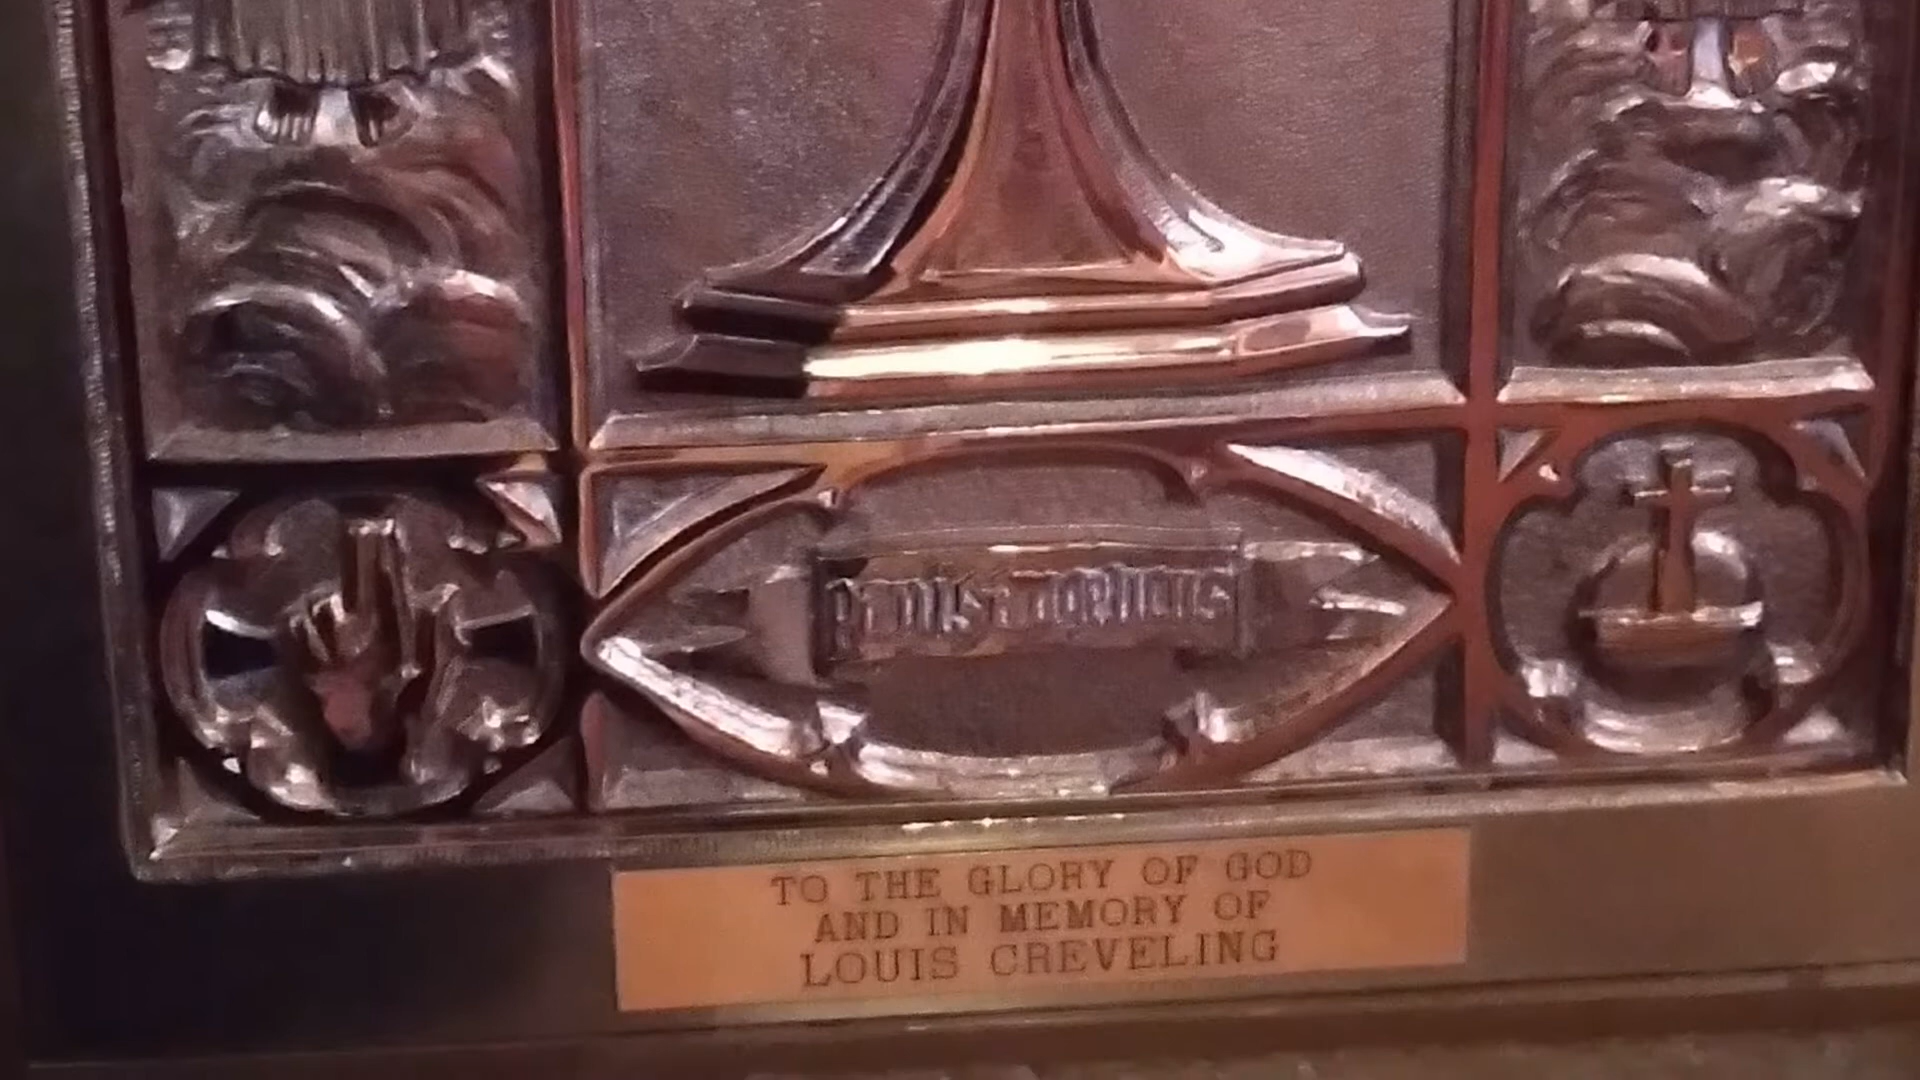 TO THE GLORY OF GOD
AND IN MEMORY OF
LOUIS CREVELING